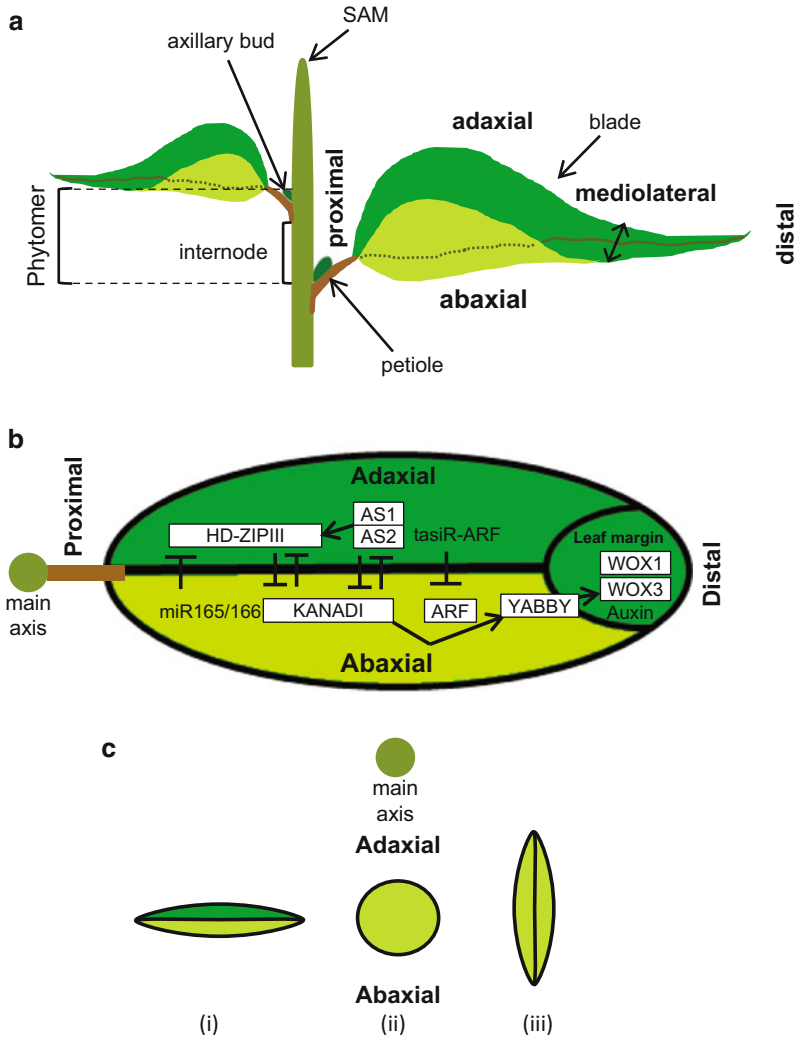 a
SAM
axillary bud
adaxial
blade
mediolateral
proximal
distal
Phytomer
internode
abaxial
petiole
b
Proximal
Adaxial
AS1
HD-ZIPIII
AS2
tasiR-ARF
Leaf margin
WOX1
WOX3
Auxin
Distal
main
axis
miR165/166
KANADI
ARF
YABBY
Abaxial
c
main
axis
Adaxial
Abaxial
(i)
(ii)
(iii)